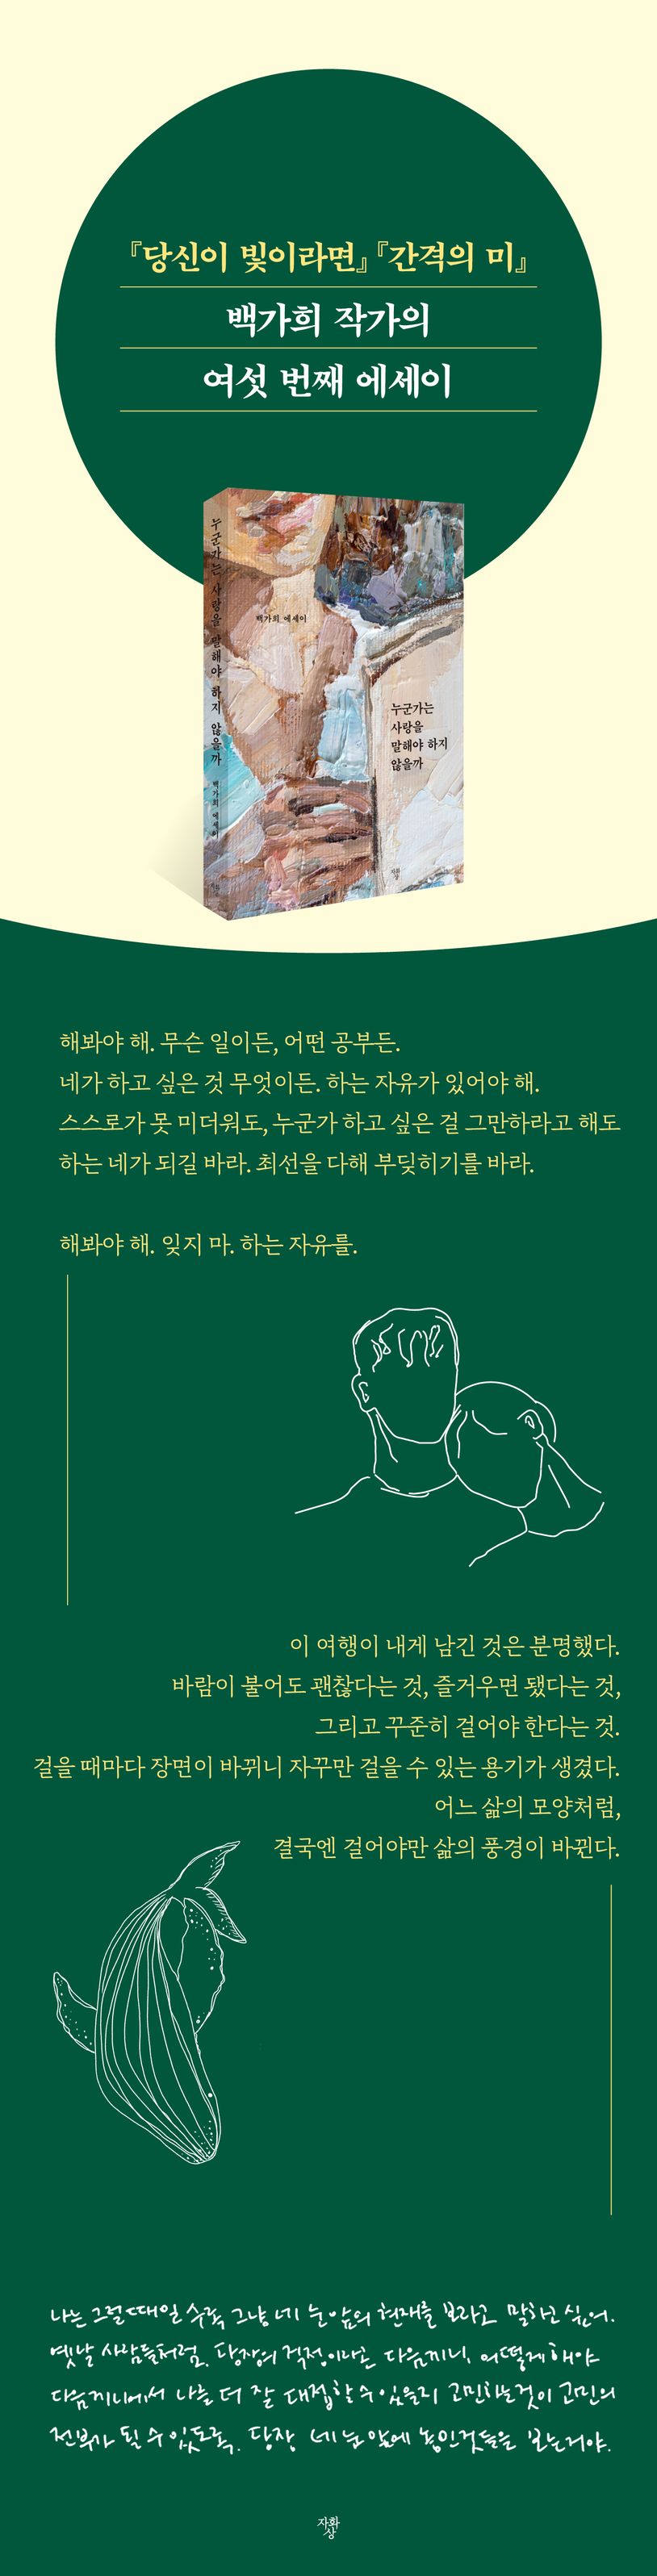 『당신이 빛이라면』『간격의 미』
백가희 작가의
여섯 번째 에세이
누군가는 사랑을 말해야 하지 않을까 백가희 에세이
백가희 에세이
누군가는
사랑을
말해야 하지
않을까
자화상
해봐야 해. 무슨 일이든, 어떤 공부든.
네가 하고 싶은 것 무엇이든. 하는 자유가 있어야 해.
스스로가 못 미더워도, 누군가 하고 싶은 걸 그만하라고 해도
하는 네가 되길 바라. 최선을 다해 부딪히기를 바라.
해봐야 해. 잊지 마. 하는 자유를.
이 여행이 내게 남긴 것은 분명했다.
바람이 불어도 괜찮다는 것, 즐거우면 됐다는 것,
그리고 꾸준히 걸어야 한다는 것.
걸을 때마다 장면이 바뀌니 자꾸만 걸을 수 있는 용기가 생겼다.
어느 삶의 모양처럼,
결국엔 걸어야만 삶의 풍경이 바뀐다.
나는 그럴 때일 수록 그냥 네 눈 앞의 현재를 보라고 말하고 싶어.
옛날 사람들처럼. 당장의 걱정이라곤 다음끼니, 어떻게 해야
다음끼니에서 나를 더 잘 대접할 수 있을지 고민하는 것이 고민의
전부가 될 수 있도록. 당장 네 눈 앞에 놓인것들을 보는거야.
자화
상